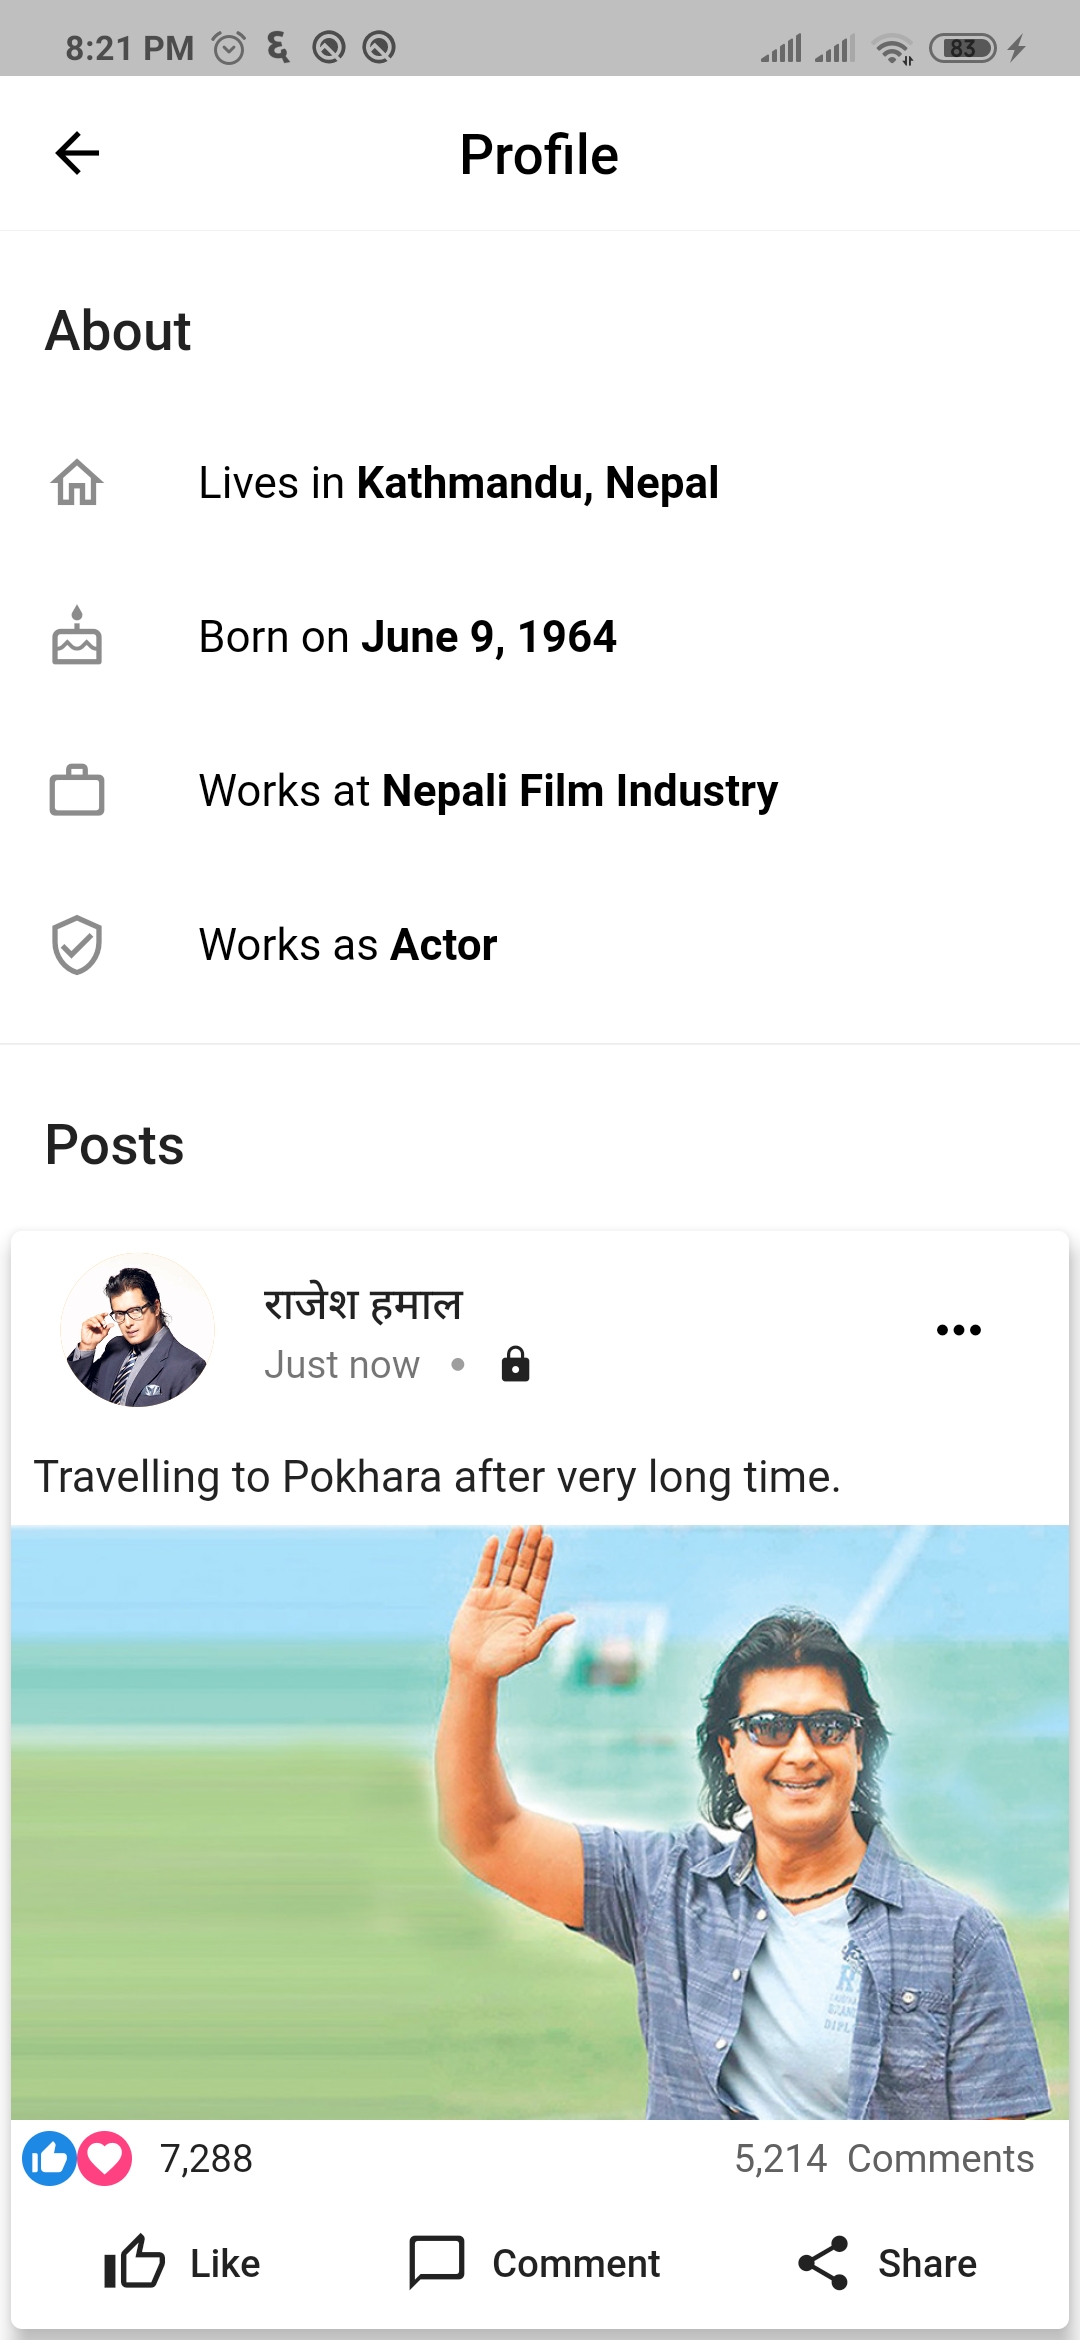 8:21 PM
83
Profile
About
Lives in Kathmandu, Nepal
Born on June 9, 1964
Works at Nepali Film Industry
Works as Actor
Posts
राजेश हमाल
Just now
Travelling to Pokhara after very long time.
7,288
5,214 Comments
Like
Comment
Share